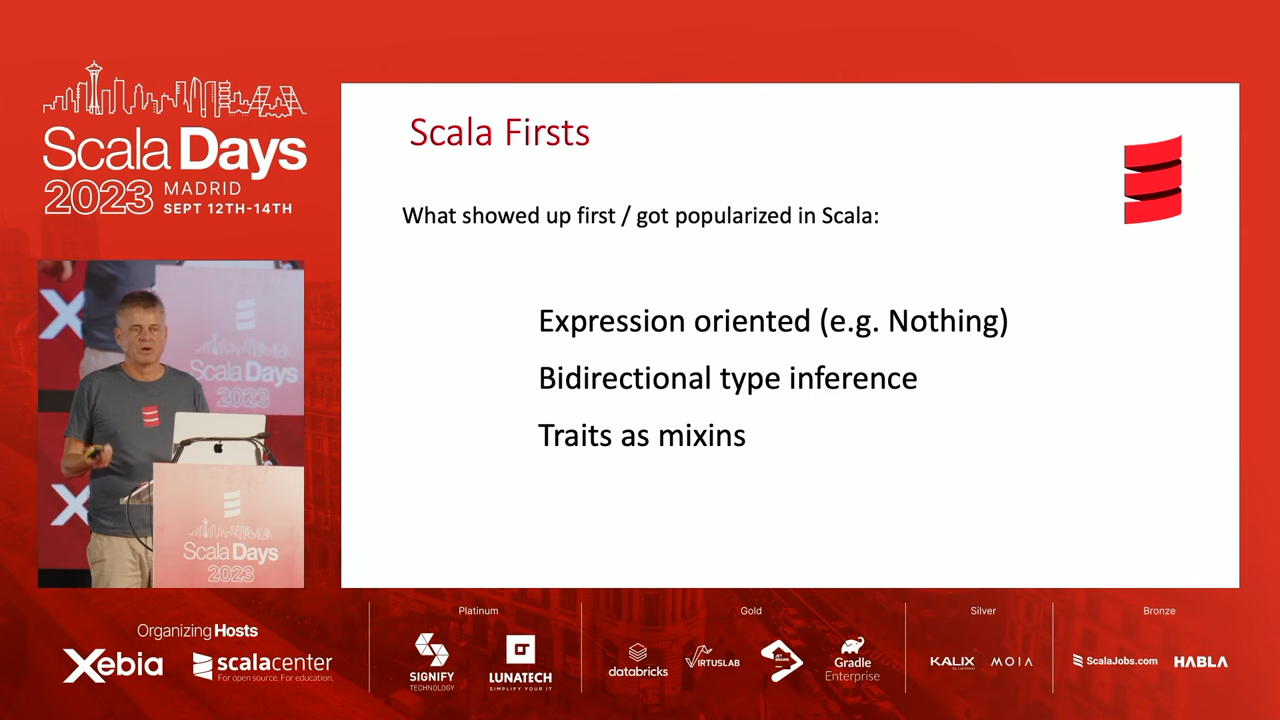 Scala Days
2023 MADRID
SEPT 12TH-14TH
Scala Firsts
What showed up first / got popularized in Scala:
Expression oriented (e.g. Nothing)
Bidirectional type inference
Traits as mixins
X
Scala Days
2023
X
Scala Days
2023
Organizing Hosts
Xebia
scalacenter
For open source. For education.
Platinum
SIGNIFY
TECHNOLOGY
LUNATECH
SIMPLIFY YOUR IT
Gold
databricks
VIRTUSLAB
JET
BRAINS
Gradle
Enterprise
Silver
KALIX
MOIA
Bronze
ScalaJobs.com
HABLA